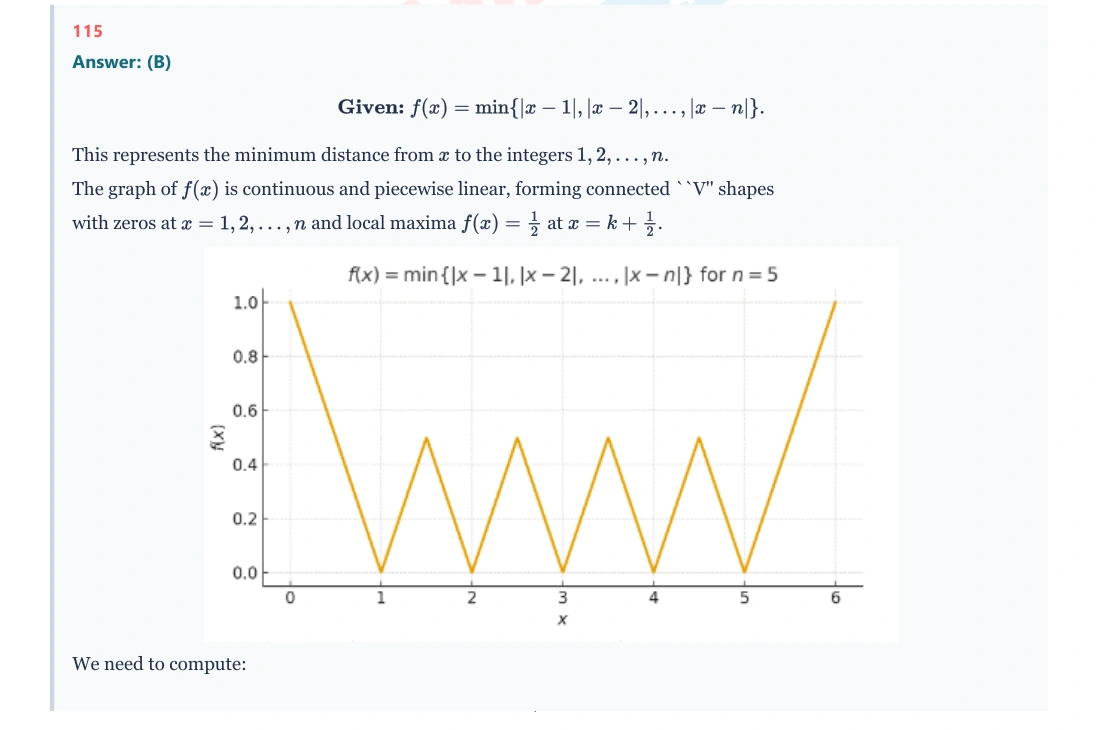 115
Answer: (B)
Given: f(x) = min{|x − 1|, |x − 2|, . . . , |x − n|}.
This represents the minimum distance from x to the integers 1, 2, . . . , n.
The graph of f(x) is continuous and piecewise linear, forming connected ``V" shapes
with zeros at x = 1, 2, . . . , n and local maxima f(x) = 1/2 at x = k + 1/2.
f(x) = min{|x − 1|, |x − 2|, ..., |x − n|} for n = 5
1.0
0.8
0.6
0.4
0.2
0.0
f(x)
0 1 2 3 4 5 6
x
We need to compute: